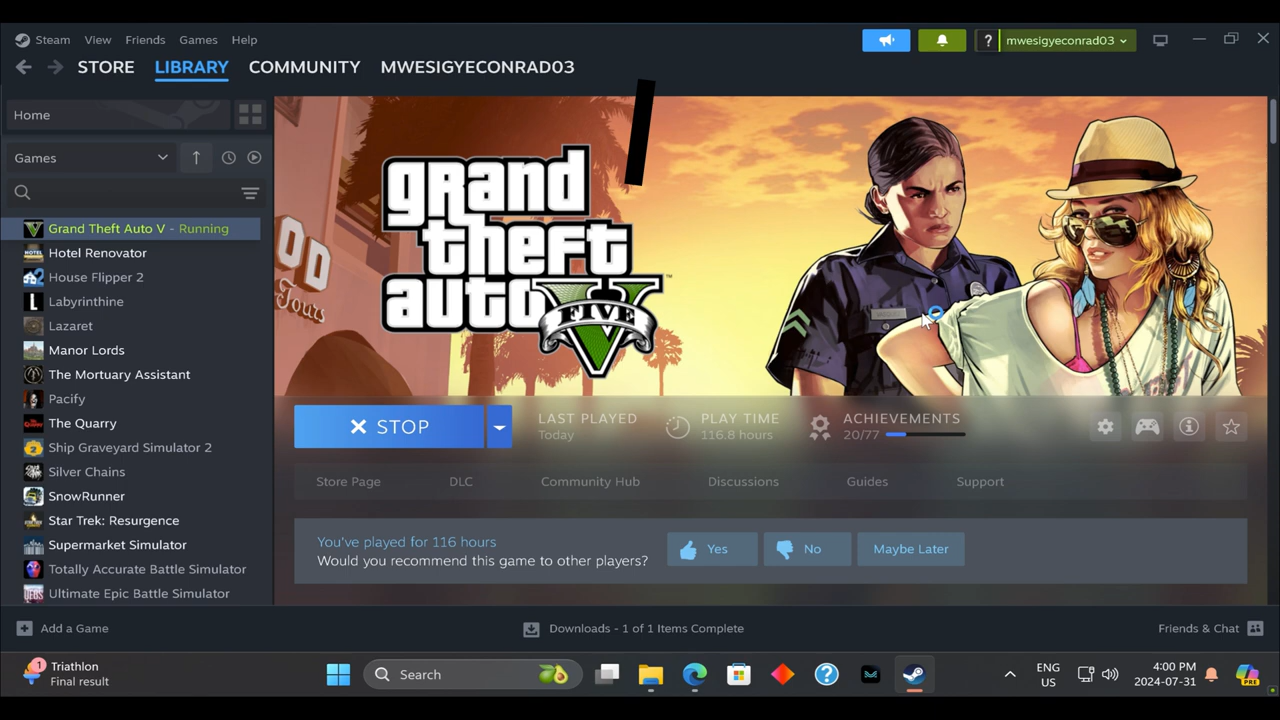 Steam View Friends Games Help
? mwesigyeconrad03
STORE LIBRARY COMMUNITY MWESIGYECONRAD03
Home
Games
Grand Theft Auto V - Running
Hotel Renovator
House Flipper 2
Labyrinthine
Lazaret
Manor Lords
The Mortuary Assistant
Pacify
The Quarry
Ship Graveyard Simulator 2
Silver Chains
SnowRunner
Star Trek: Resurgence
Supermarket Simulator
Totally Accurate Battle Simulator
Ultimate Epic Battle Simulator
OD
Tours
grand
theft
auto V
FIVE
™
STOP
LAST PLAYED
Today
PLAY TIME
116.8 hours
ACHIEVEMENTS
20/77
Store Page DLC Community Hub Discussions Guides Support
You've played for 116 hours
Would you recommend this game to other players?
Yes No Maybe Later
Add a Game
Downloads - 1 of 1 Items Complete
Friends & Chat
1
Triathlon
Final result
Search
ENG
US
4:00 PM
2024-07-31
PRE